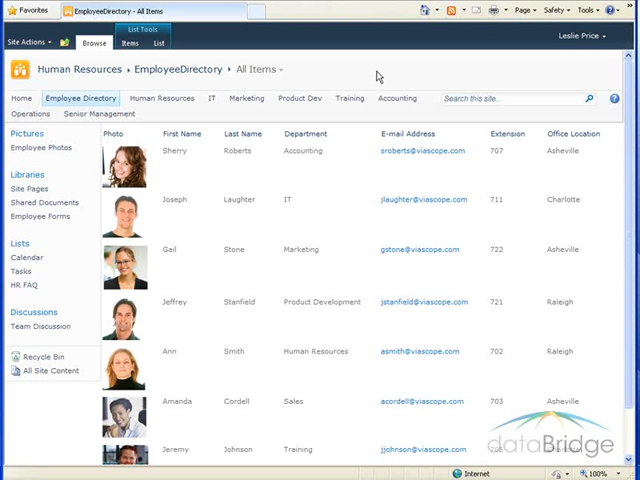 Favorites
EmployeeDirectory - All Items
Page
Safety
Tools
Site Actions
Browse
List Tools
Items
List
Leslie Price
Human Resources ▸ EmployeeDirectory ▸ All Items
Home
Employee Directory
Human Resources
IT
Marketing
Product Dev
Training
Accounting
Search this site...
Operations
Senior Management
Pictures
Employee Photos
Libraries
Site Pages
Shared Documents
Employee Forms
Lists
Calendar
Tasks
HR FAQ
Discussions
Team Discussion
Recycle Bin
All Site Content
Photo First Name Last Name Department E-mail Address Extension Office Location
Sherry Roberts Accounting sroberts@viascope.com 707 Asheville
Joseph Laughter IT jlaughter@viascope.com 711 Charlotte
Gail Stone Marketing gstone@viascope.com 722 Asheville
Jeffrey Stanfield Product Development jstanfield@viascope.com 721 Raleigh
Ann Smith Human Resources asmith@viascope.com 702 Raleigh
Amanda Cordell Sales acordell@viascope.com 703 Asheville
Jeremy Johnson Training jjohnson@viascope.com
dataBridge
Internet
100%